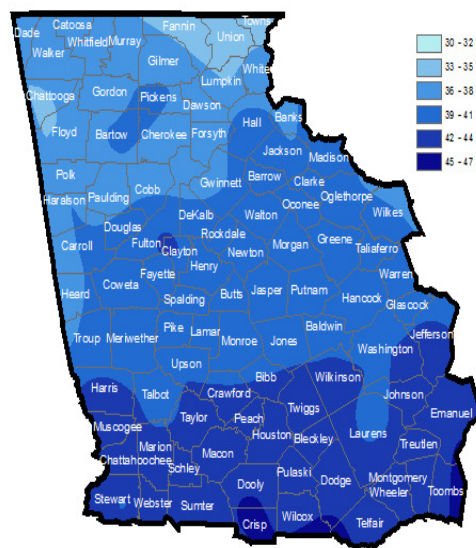 Dade
Catoosa
Fannin
Towns
Walker
Whitfield
Murray
Union
Gilmer
White
Lumpkin
Chattooga
Gordon
Pickens
Dawson
Floyd
Bartow
Cherokee
Forsyth
Hall
Banks
Jackson
Madison
Polk
Haralson
Paulding
Cobb
Gwinnett
Barrow
Clarke
Oglethorpe
Oconee
Wilkes
DeKalb
Walton
Douglas
Carroll
Fulton
Clayton
Rockdale
Newton
Morgan
Greene
Taliaferro
Fayette
Henry
Warren
Heard
Coweta
Spalding
Butts
Jasper
Putnam
Hancock
Glascock
Troup
Meriwether
Pike
Lamar
Monroe
Jones
Baldwin
Washington
Jefferson
Upson
Bibb
Wilkinson
Harris
Talbot
Crawford
Johnson
Emanuel
Taylor
Peach
Twiggs
Muscogee
Houston
Bleckley
Laurens
Treutlen
Marion
Chattahoochee
Macon
Schley
Pulaski
Dodge
Montgomery
Wheeler
Toombs
Stewart
Webster
Sumter
Dooly
Crisp
Wilcox
Telfair
30 - 32
33 - 35
36 - 38
39 - 41
42 - 44
45 - 47